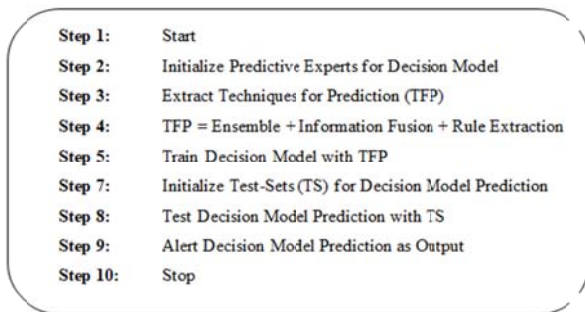 Step 1: Start
Step 2: Initialize Predictive Experts for Decision Model
Step 3: Extract Techniques for Prediction (TFP)
Step 4: TFP = Ensemble + Information Fusion + Rule Extraction
Step 5: Train Decision Model with TFP
Step 7: Initialize Test-Sets (TS) for Decision Model Prediction
Step 8: Test Decision Model Prediction with TS
Step 9: Alert Decision Model Prediction as Output
Step 10: Stop